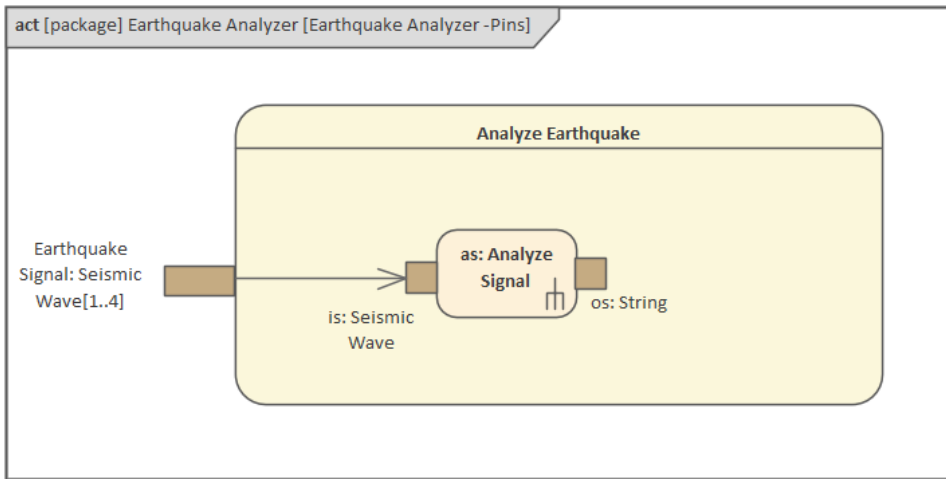 act [package] Earthquake Analyzer [Earthquake Analyzer -Pins]
Analyze Earthquake
Earthquake
Signal: Seismic
Wave[1..4]
as: Analyze
Signal
is: Seismic
Wave
os: String